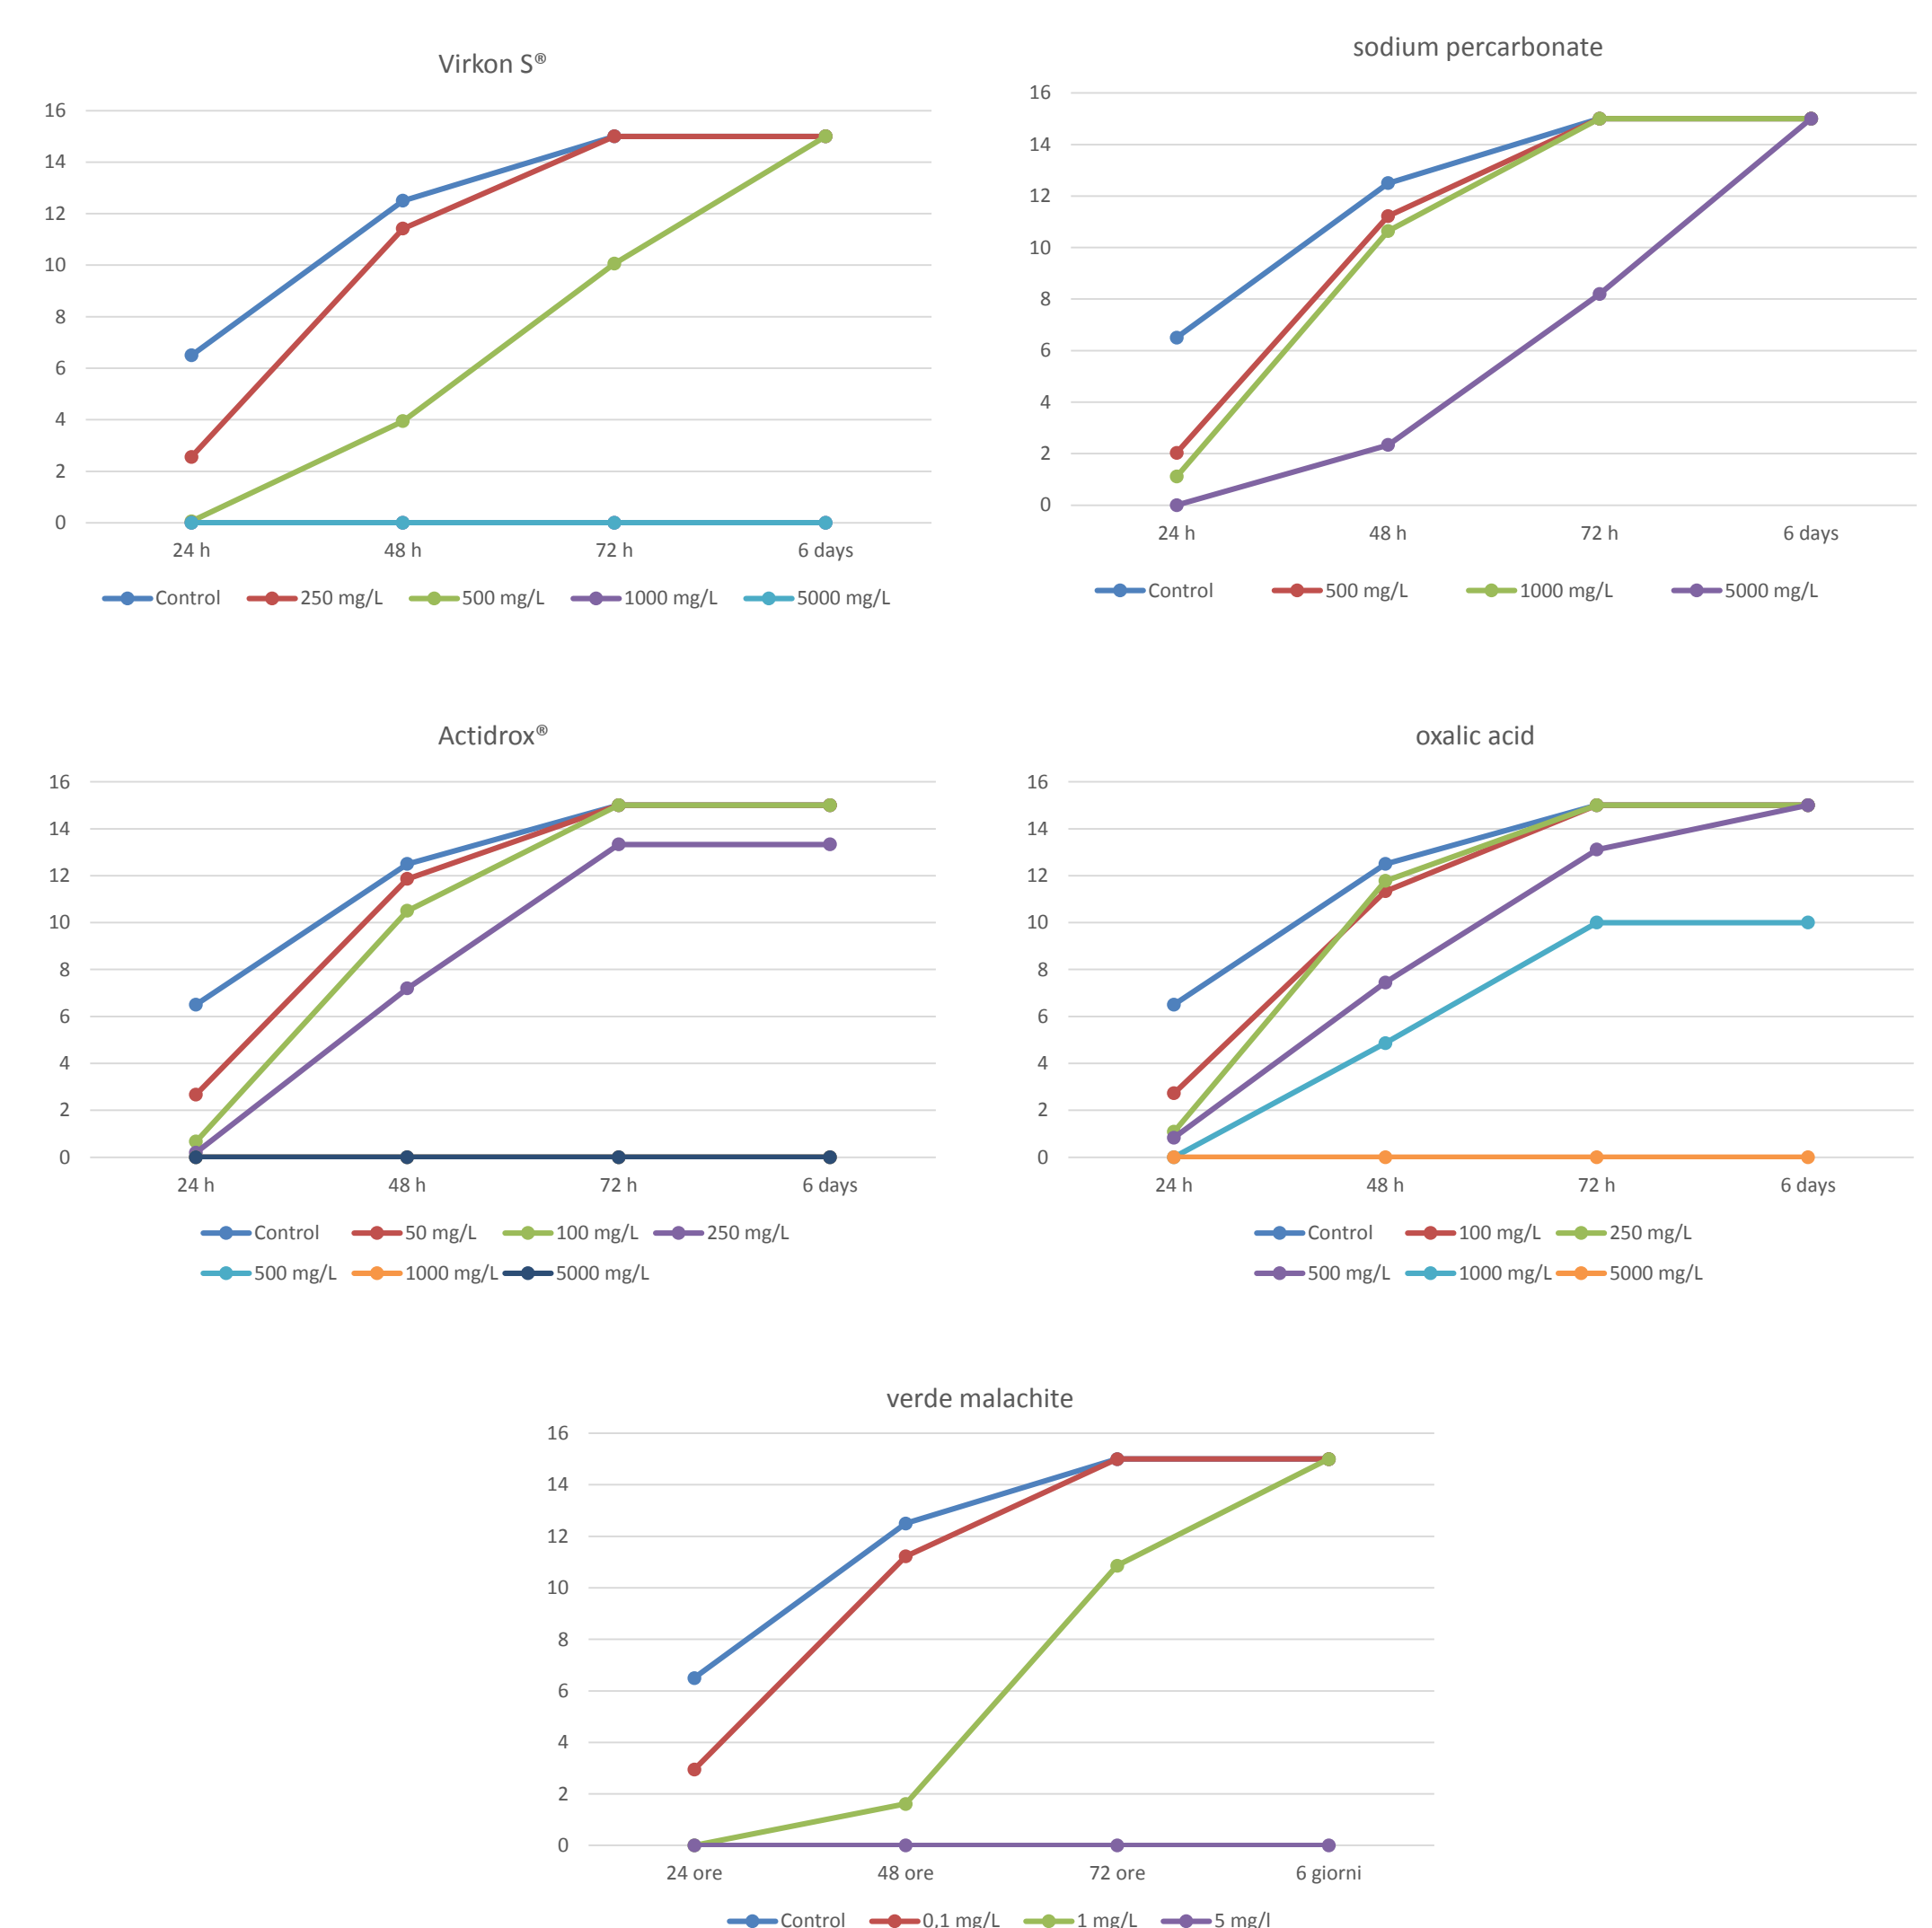 Virkon S®
16
14
12
10
8
6
4
2
0
24 h 48 h 72 h 6 days
Control 250 mg/L 500 mg/L 1000 mg/L 5000 mg/L
sodium percarbonate
16
14
12
10
8
6
4
2
0
24 h 48 h 72 h 6 days
Control 500 mg/L 1000 mg/L 5000 mg/L
Actidrox®
16
14
12
10
8
6
4
2
0
24 h 48 h 72 h 6 days
Control 50 mg/L 100 mg/L 250 mg/L
500 mg/L 1000 mg/L 5000 mg/L
oxalic acid
16
14
12
10
8
6
4
2
0
24 h 48 h 72 h 6 days
Control 100 mg/L 250 mg/L
500 mg/L 1000 mg/L 5000 mg/L
verde malachite
16
14
12
10
8
6
4
2
0
24 ore 48 ore 72 ore 6 giorni
Control 0,1 mg/L 1 mg/L 5 mg/l